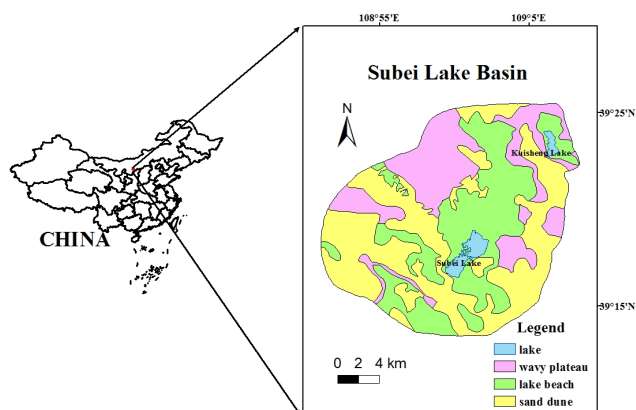 108°55'E
109°5'E
Subei Lake Basin
N
39°25'N
Kuisheng Lake
CHINA
Subei Lake
39°15'N
Legend
lake
wavy plateau
lake beach
sand dune
0 2 4 km